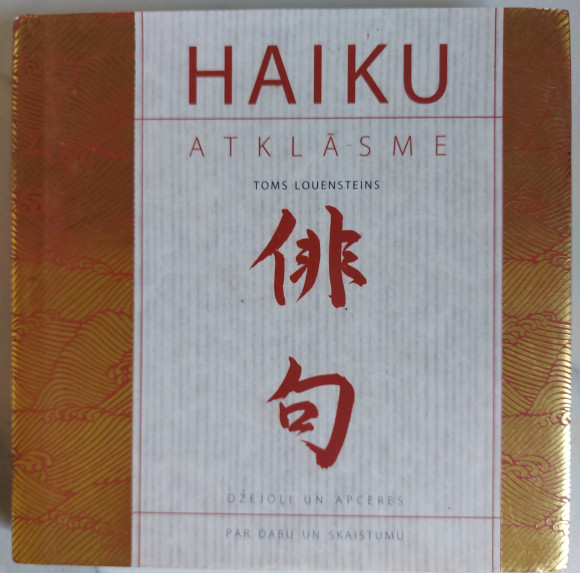 HAIKU
ATKLĀSME
TOMS LOUENSTEINS
俳
句
DZEJOĻI UN APCERES
PAR DABU UN SKAISTUMU